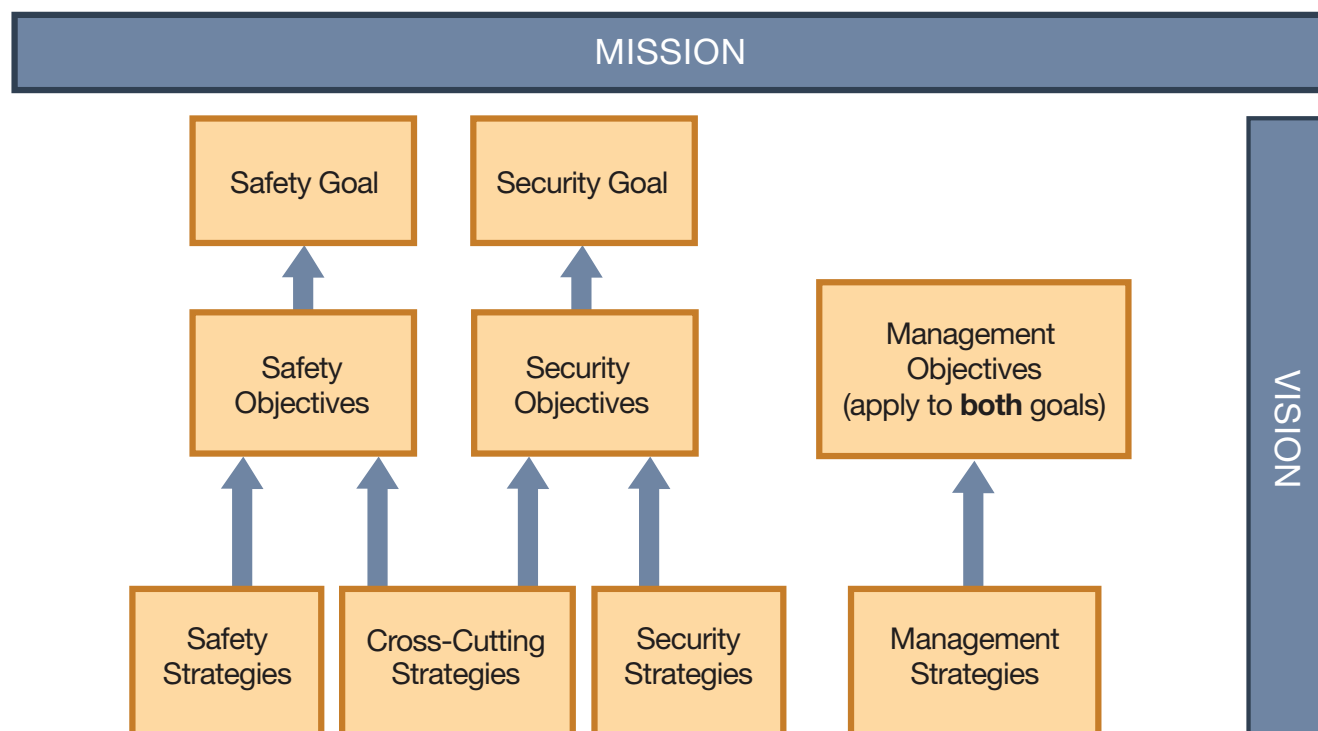 MISSION
Safety Goal
Security Goal
Safety
Objectives
Security
Objectives
Management
Objectives
(apply to both goals)
VISION
Safety
Strategies
Cross-Cutting
Strategies
Security
Strategies
Management
Strategies